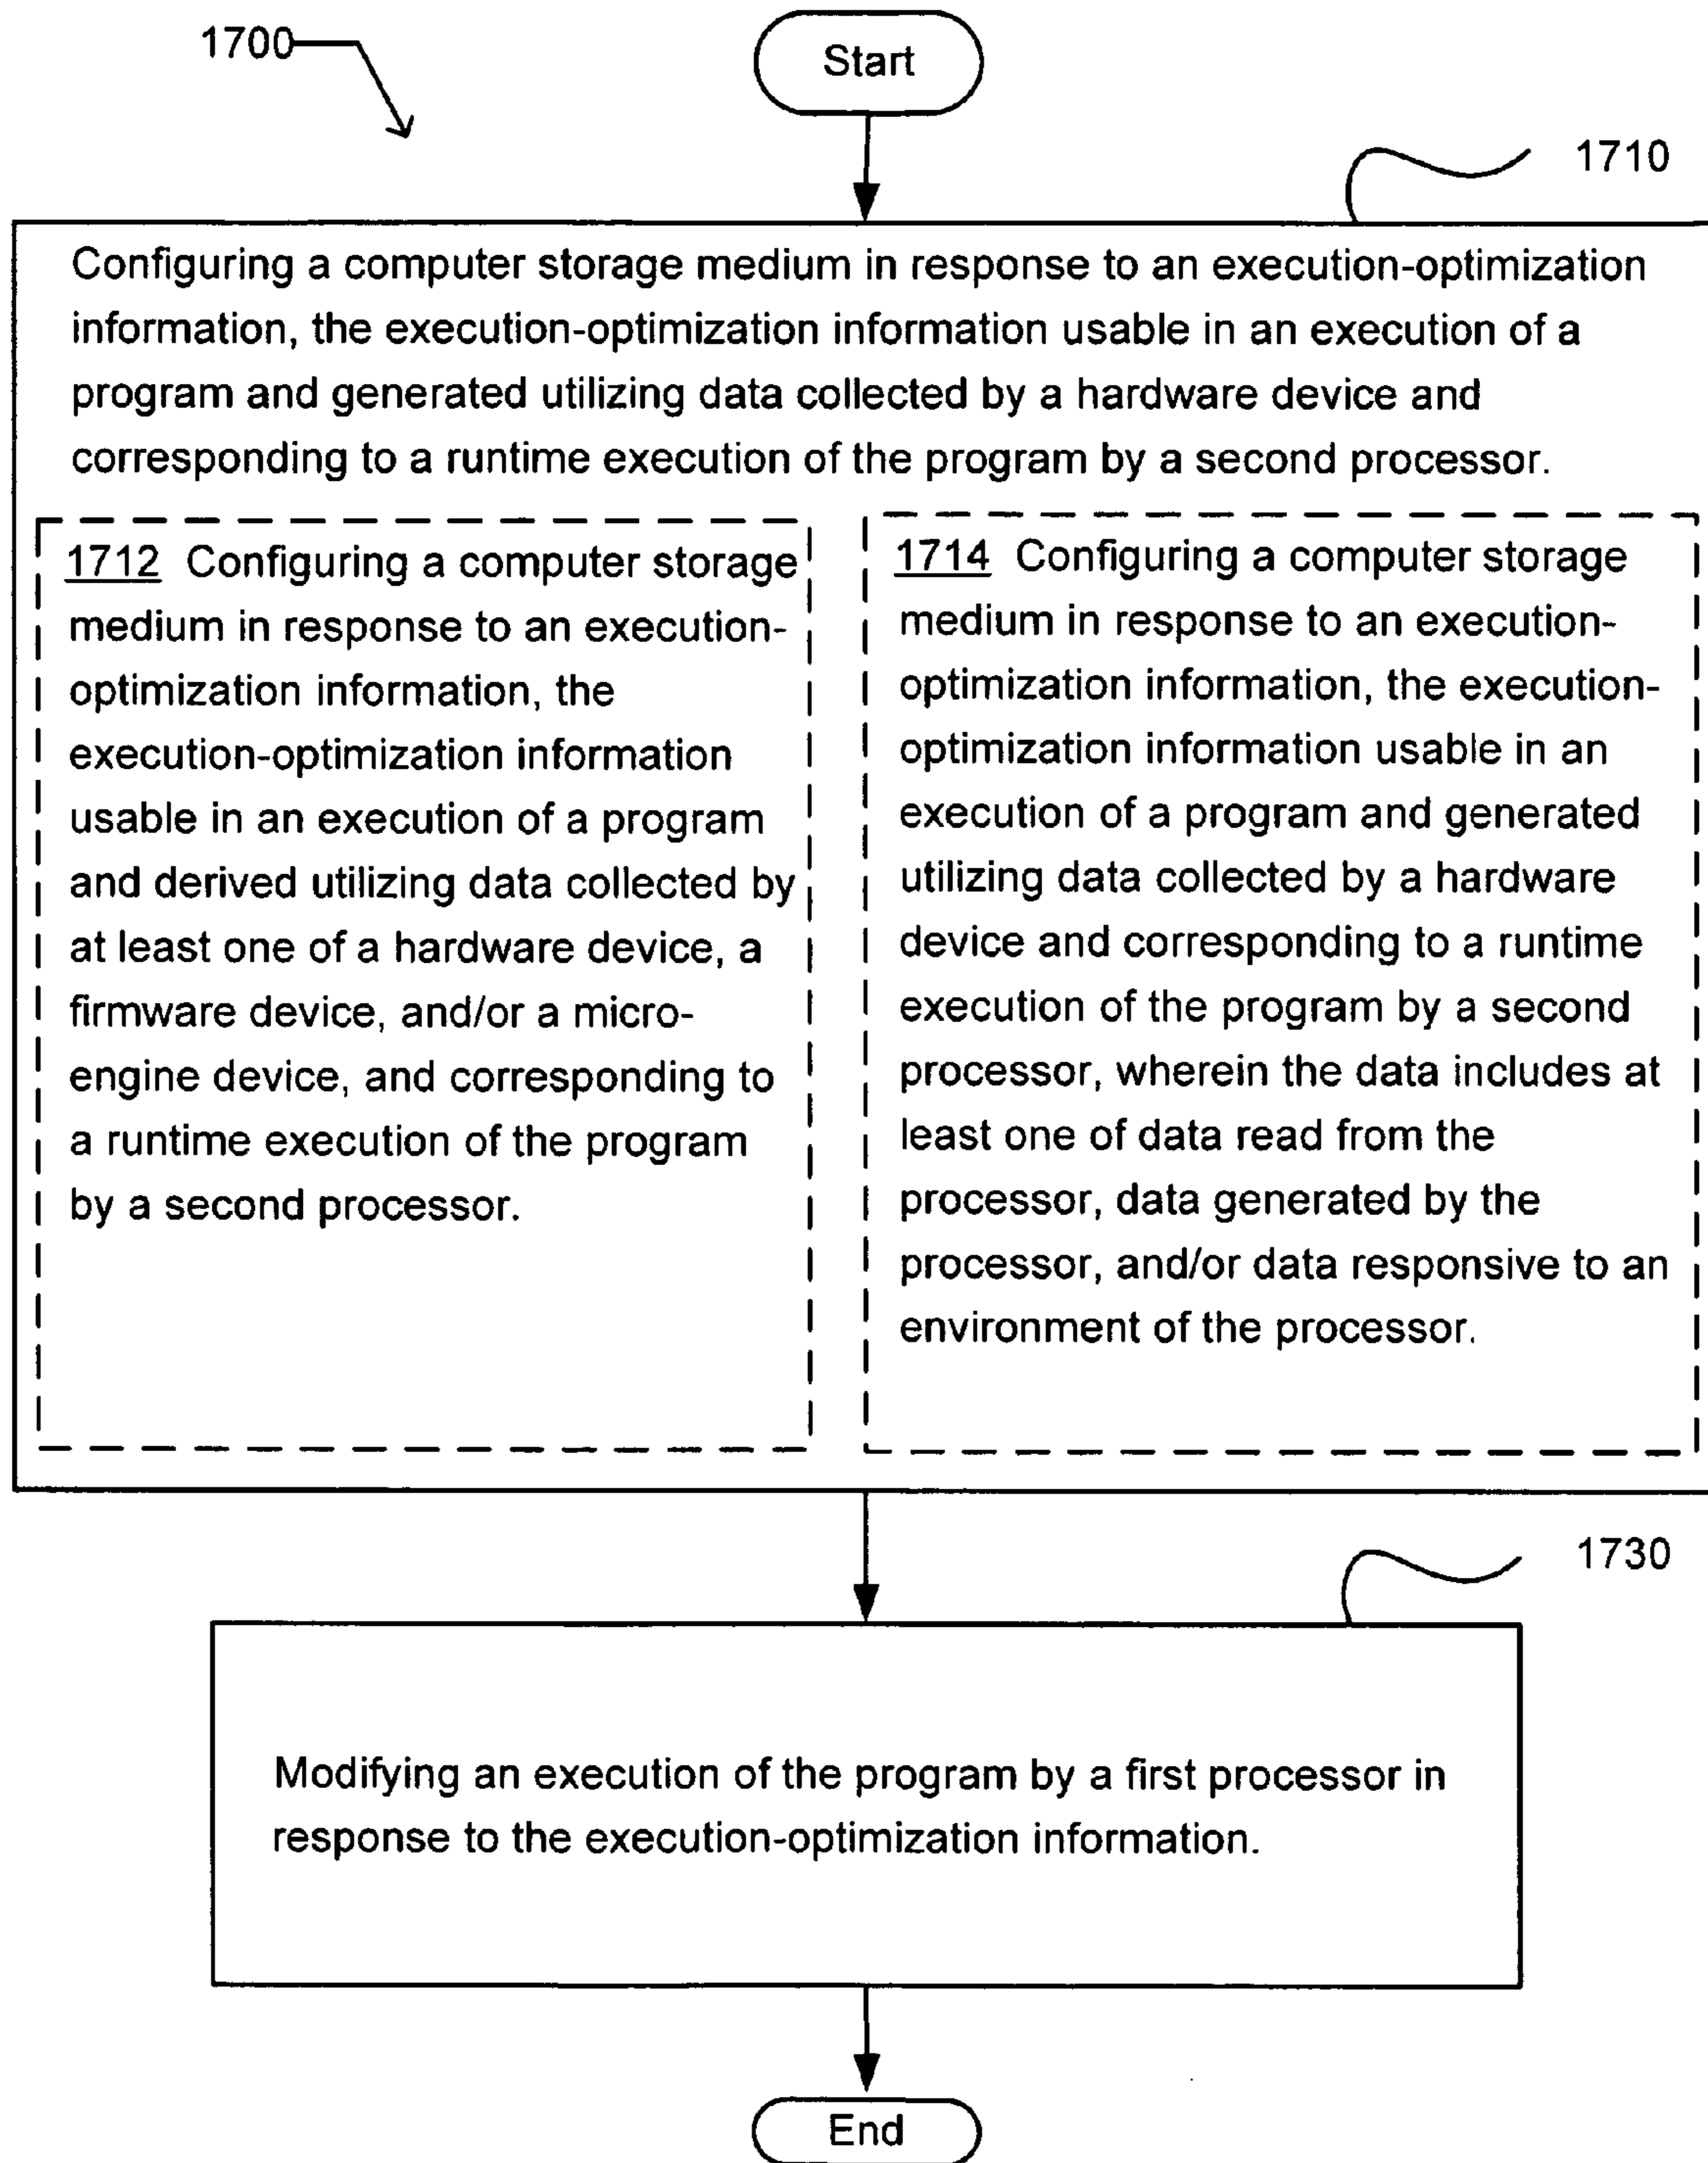 1700
Start
1710
Configuring a computer storage medium in response to an execution-optimization
information, the execution-optimization information usable in an execution of a
program and generated utilizing data collected by a hardware device and
corresponding to a runtime execution of the program by a second processor.
1712 Configuring a computer storage
medium in response to an execution-
optimization information, the
execution-optimization information
usable in an execution of a program
and derived utilizing data collected by
at least one of a hardware device, a
firmware device, and/or a micro-
engine device, and corresponding to
a runtime execution of the program
by a second processor.
1714 Configuring a computer storage
medium in response to an execution-
optimization information, the execution-
optimization information usable in an
execution of a program and generated
utilizing data collected by a hardware
device and corresponding to a runtime
execution of the program by a second
processor, wherein the data includes at
least one of data read from the
processor, data generated by the
processor, and/or data responsive to an
environment of the processor.
1730
Modifying an execution of the program by a first processor in
response to the execution-optimization information.
End